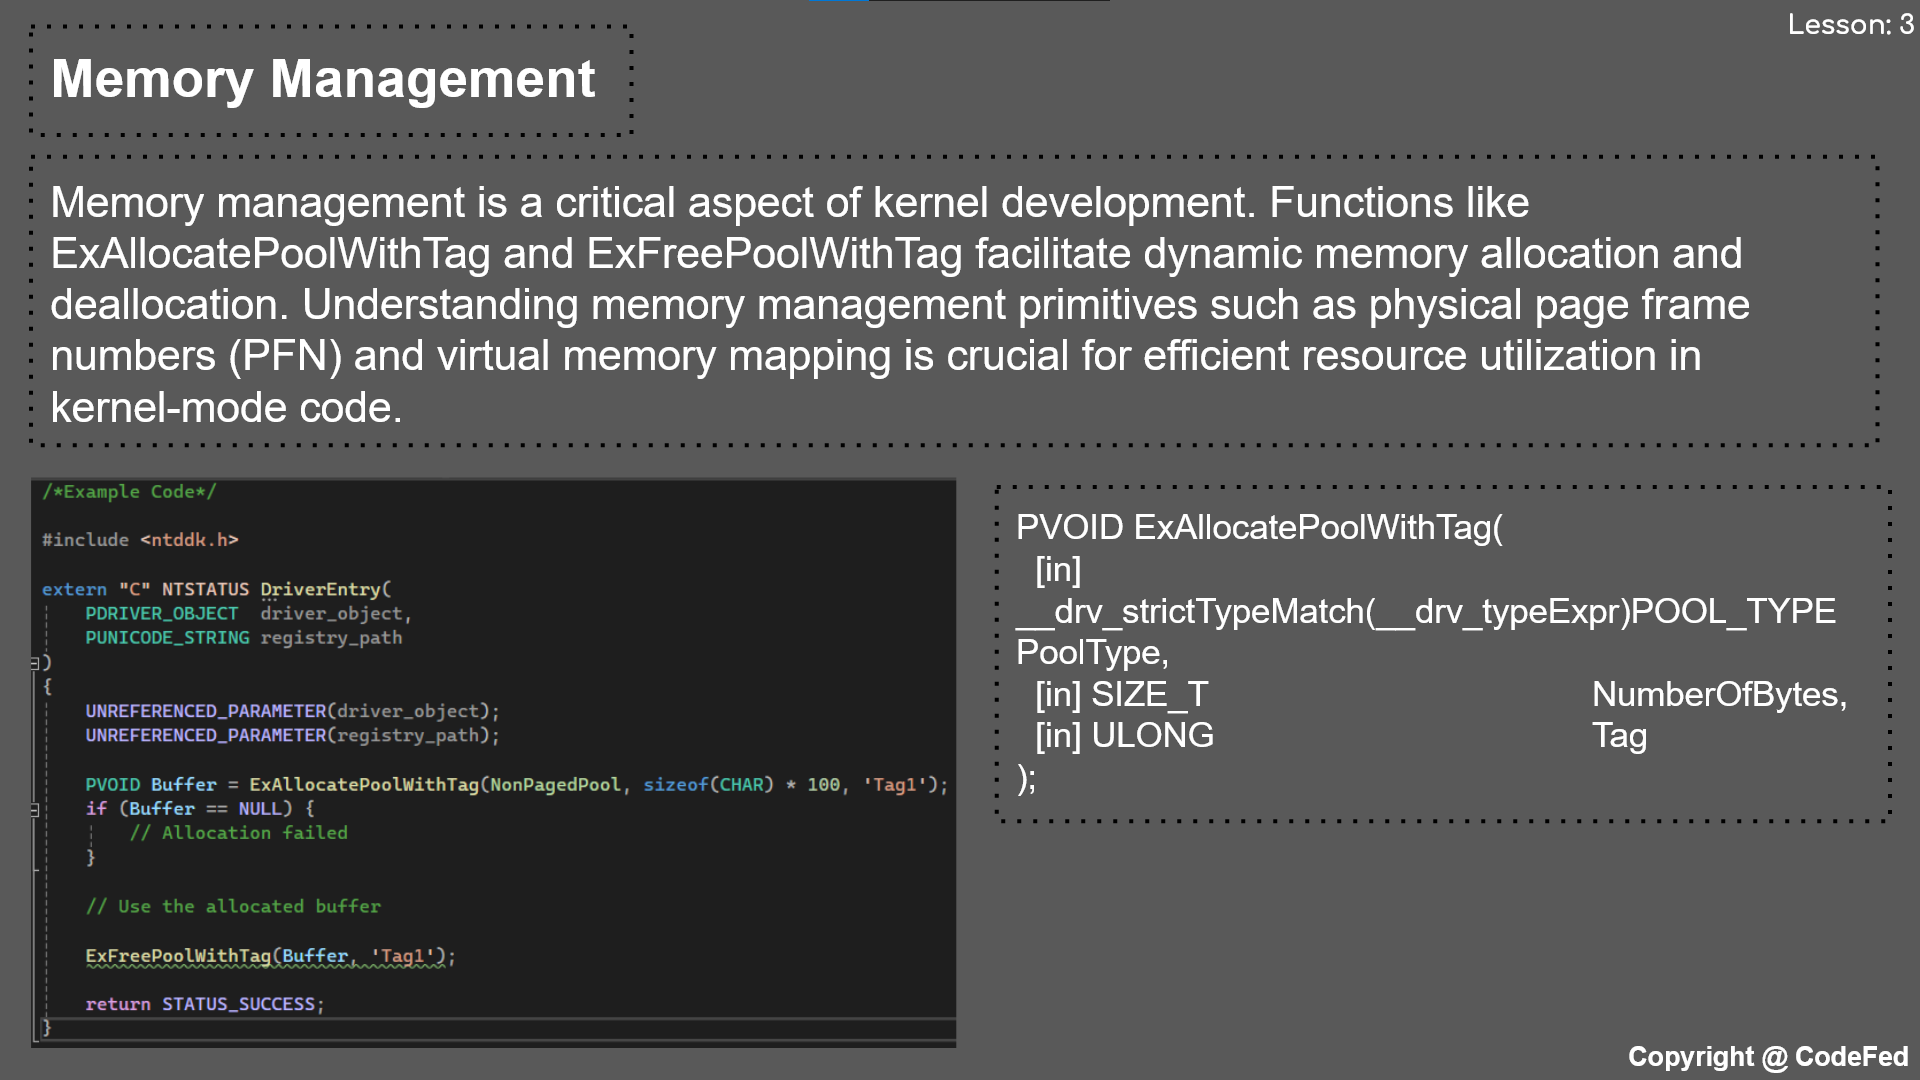 Lesson: 3
Memory Management
Memory management is a critical aspect of kernel development. Functions like
ExAllocatePoolWithTag and ExFreePoolWithTag facilitate dynamic memory allocation and
deallocation. Understanding memory management primitives such as physical page frame
numbers (PFN) and virtual memory mapping is crucial for efficient resource utilization in
kernel-mode code.
/*Example Code*/
#include <ntddk.h>
extern "C" NTSTATUS DriverEntry(
    PDRIVER_OBJECT  driver_object,
    PUNICODE_STRING registry_path
)
{
    UNREFERENCED_PARAMETER(driver_object);
    UNREFERENCED_PARAMETER(registry_path);
    PVOID Buffer = ExAllocatePoolWithTag(NonPagedPool, sizeof(CHAR) * 100, 'Tag1');
    if (Buffer == NULL) {
        // Allocation failed
    }
    // Use the allocated buffer
    ExFreePoolWithTag(Buffer, 'Tag1');
    return STATUS_SUCCESS;
}
PVOID ExAllocatePoolWithTag(
  [in]
__drv_strictTypeMatch(__drv_typeExpr)POOL_TYPE
PoolType,
  [in] SIZE_T                                        NumberOfBytes,
  [in] ULONG                                        Tag
);
Copyright @ CodeFed